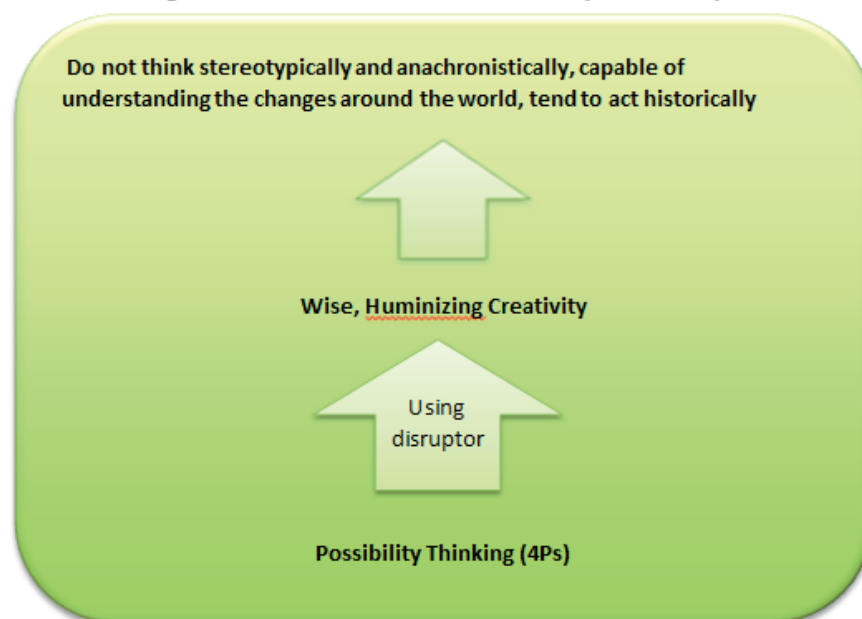 Do not think stereotypically and anachronistically, capable of
understanding the changes around the world, tend to act historically
Wise, Huminizing Creativity
Using
disruptor
Possibility Thinking (4Ps)